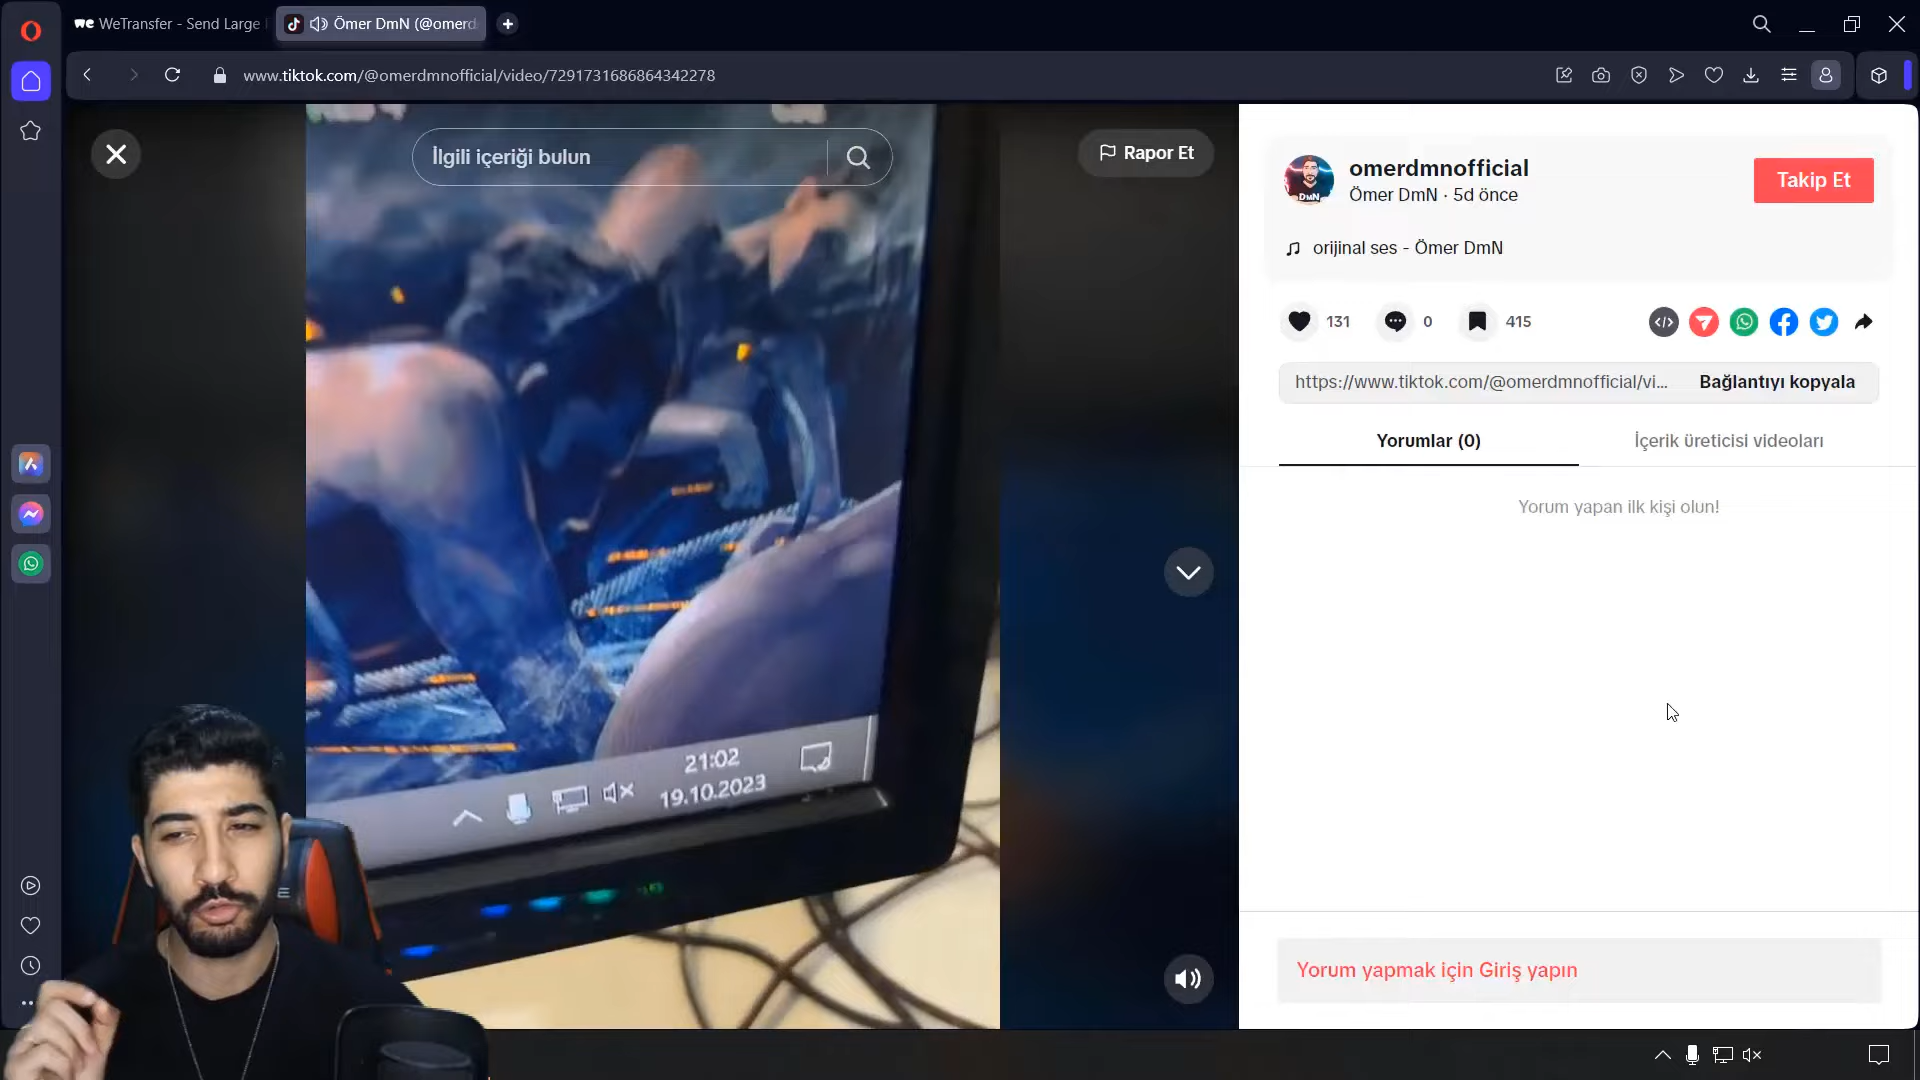 WeTransfer - Send Large
Ömer DmN (@omerd
www.tiktok.com/@omerdmnofficial/video/7291731686864342278
İlgili içeriği bulun
Rapor Et
omerdmnofficial
Ömer DmN · 5d önce
Takip Et
DMN
orijinal ses - Ömer DmN
131
0
415
https://www.tiktok.com/@omerdmnofficial/vi...
Bağlantıyı kopyala
Yorumlar (0)
İçerik üreticisi videoları
Yorum yapan ilk kişi olun!
21:02
19.10.2023
Yorum yapmak için Giriş yapın